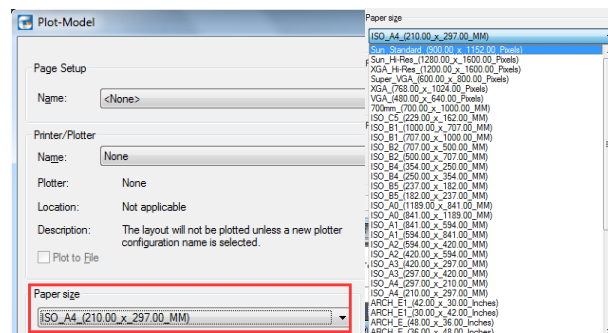 Plot-Model
Page Setup
Name: <None>
Printer/Plotter
Name: None
Plotter: None
Location: Not applicable
Description: The layout will not be plotted unless a new plotter
configuration name is selected.
Plot to File
Paper size
ISO_A4_(210.00_x_297.00_MM)
Paper size
ISO_A4_(210.00_x_297.00_MM)
Sun_Standard_(900.00_x_1152.00_Pixels)
Sun_Hi-Res_(1280.00_x_1600.00_Pixels)
XGA_Hi-Res_(1200.00_x_1600.00_Pixels)
Super_VGA_(600.00_x_800.00_Pixels)
XGA_(768.00_x_1024.00_Pixels)
VGA_(480.00_x_640.00_Pixels)
700mm_(700.00_x_1000.00_MM)
ISO_C5_(229.00_x_162.00_MM)
ISO_B1_(1000.00_x_707.00_MM)
ISO_B1_(707.00_x_1000.00_MM)
ISO_B2_(707.00_x_500.00_MM)
ISO_B2_(500.00_x_707.00_MM)
ISO_B4_(354.00_x_250.00_MM)
ISO_B4_(250.00_x_354.00_MM)
ISO_B5_(237.00_x_182.00_MM)
ISO_B5_(182.00_x_237.00_MM)
ISO_A0_(1189.00_x_841.00_MM)
ISO_A0_(841.00_x_1189.00_MM)
ISO_A1_(841.00_x_594.00_MM)
ISO_A1_(594.00_x_841.00_MM)
ISO_A2_(594.00_x_420.00_MM)
ISO_A2_(420.00_x_594.00_MM)
ISO_A3_(420.00_x_297.00_MM)
ISO_A3_(297.00_x_420.00_MM)
ISO_A4_(297.00_x_210.00_MM)
ISO_A4_(210.00_x_297.00_MM)
ARCH_E1_(42.00_x_30.00_Inches)
ARCH_E1_(30.00_x_42.00_Inches)
ARCH_E_(48.00_x_36.00_Inches)
ARCH_E_(36.00_x_48.00_Inches)